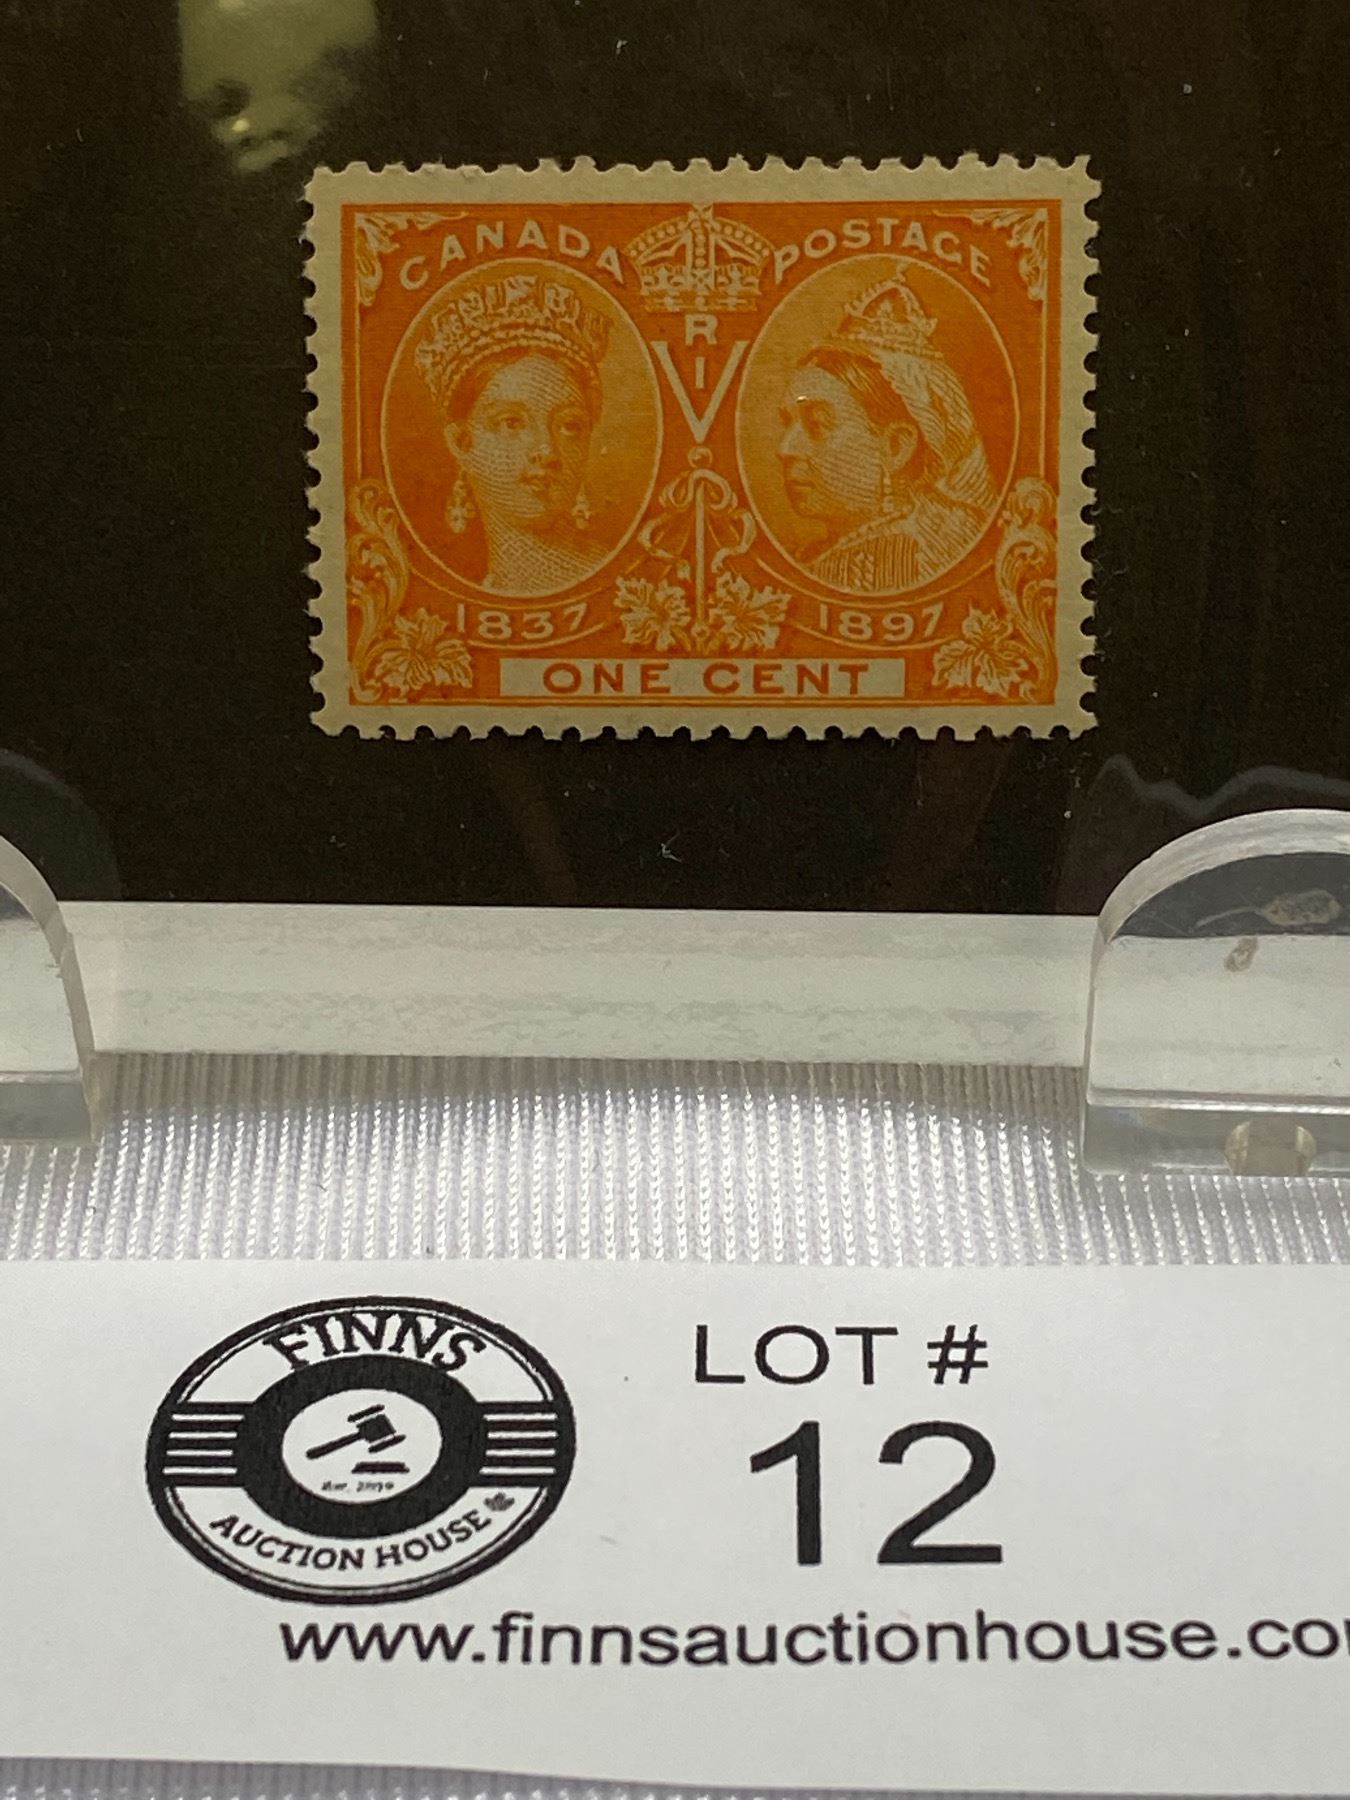 CANADA POSTAGE
R
V I
1837 1897
ONE CENT
FINNS
AUCTION HOUSE
LOT #
12
www.finnsauctionhouse.co